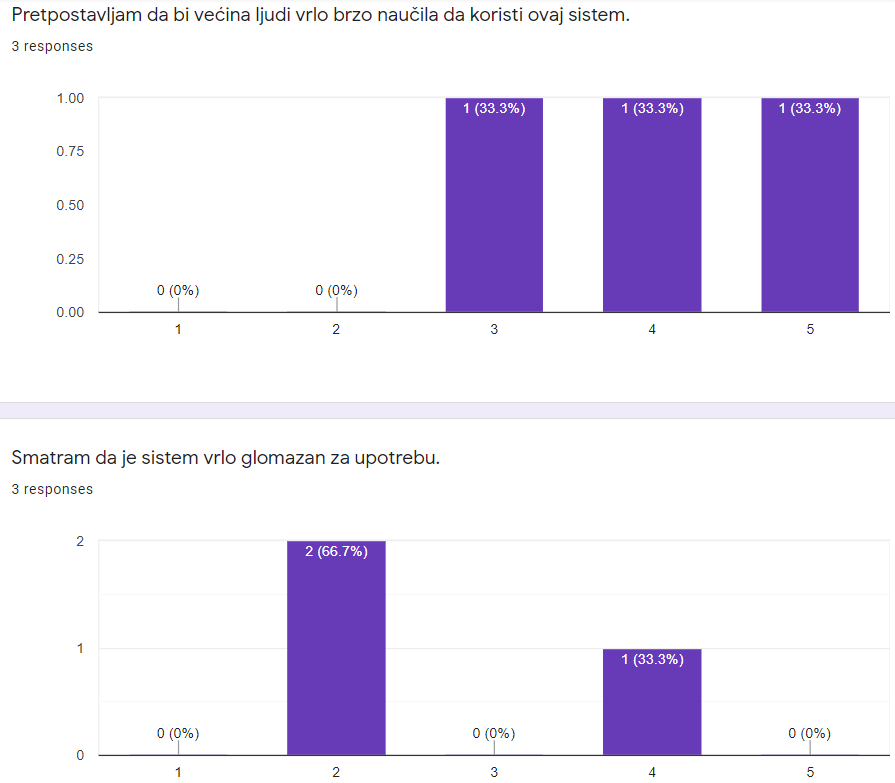 Pretpostavljam da bi većina ljudi vrlo brzo naučila da koristi ovaj sistem.
3 responses
1.00
0.75
0.50
0.25
0.00
0 (0%) 0 (0%) 1 (33.3%) 1 (33.3%) 1 (33.3%)
1 2 3 4 5
Smatram da je sistem vrlo glomazan za upotrebu.
3 responses
2
1
0
0 (0%) 2 (66.7%) 0 (0%) 1 (33.3%) 0 (0%)
1 2 3 4 5